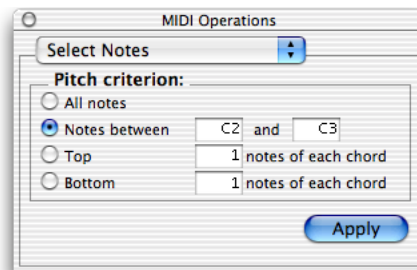 MIDI Operations
Select Notes
Pitch criterion:
All notes
Notes between C2 and C3
Top 1 notes of each chord
Bottom 1 notes of each chord
Apply